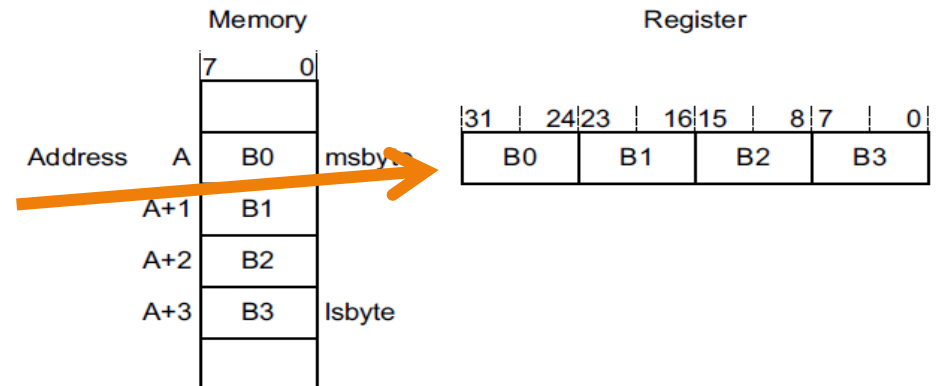 Memory
Register
7 0
31 24 23 16 15 8 7 0
Address A B0 msbyte B0 B1 B2 B3
A+1 B1
A+2 B2
A+3 B3 lsbyte